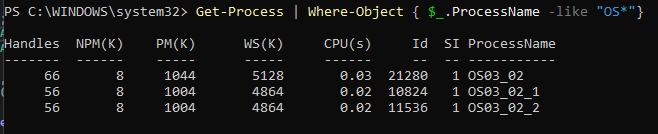 PS C:\WINDOWS\system32> Get-Process | Where-Object { $_.ProcessName -like "OS*"}
Handles  NPM(K)    PM(K)      WS(K)     CPU(s)     Id  SI ProcessName
-------  ------    -----      -----     ------     --  -- -----------
     66       8     1044       5128       0.03  21280   1 OS03_02
     56       8     1004       4864       0.02  10824   1 OS03_02_1
     56       8     1004       4864       0.02  11536   1 OS03_02_2